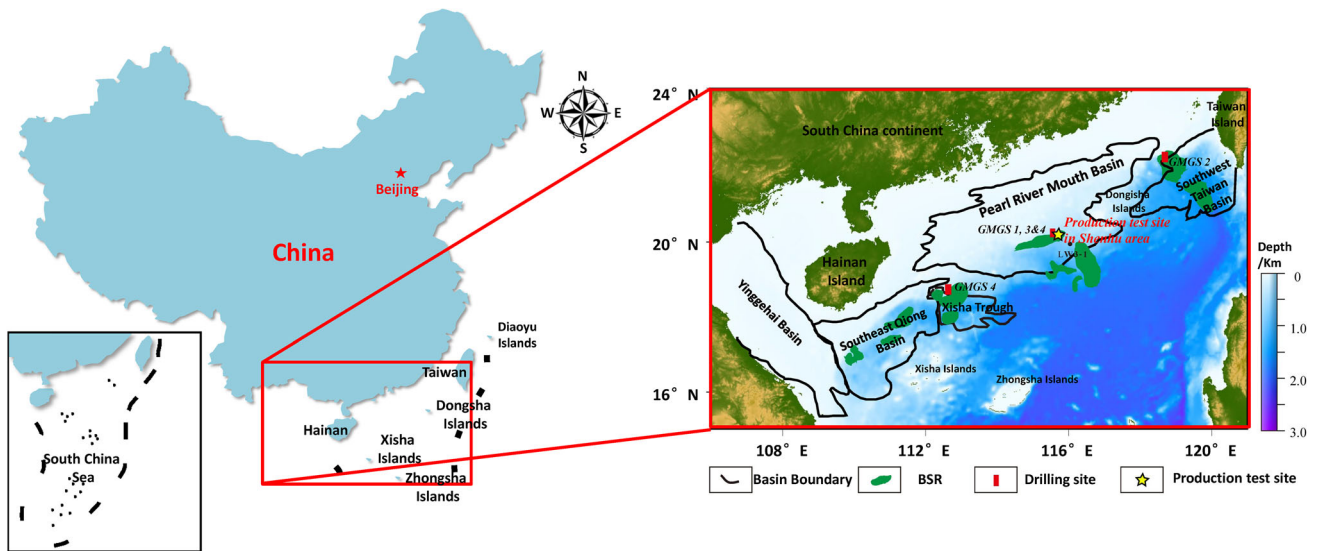 N
W
E
S
Beijing
China
Diaoyu
Islands
Taiwan
Dongsha
Islands
Hainan
Xisha
Islands
Zhongsha
Islands
South China
Sea
24° N
20° N
16° N
108° E
112° E
116° E
120° E
Taiwan
Island
South China continent
GMGS 2
Pearl River Mouth Basin
Southwest
Taiwan
Basin
Dongisha
Islands
Production test site
in Shenhu area
GMGS 1, 3&4
LW3-1
Hainan
Island
GMGS 4
Xisha Trough
Yinggehai Basin
Southeast Qiong
Basin
Xisha Islands
Zhongsha Islands
Depth
/Km
0
1.0
2.0
3.0
Basin Boundary
BSR
Drilling site
Production test site